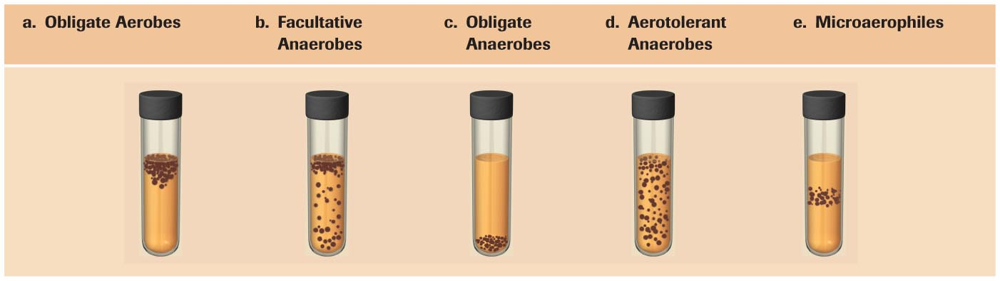 a. Obligate Aerobes
b. Facultative
Anaerobes
c. Obligate
Anaerobes
d. Aerotolerant
Anaerobes
e. Microaerophiles